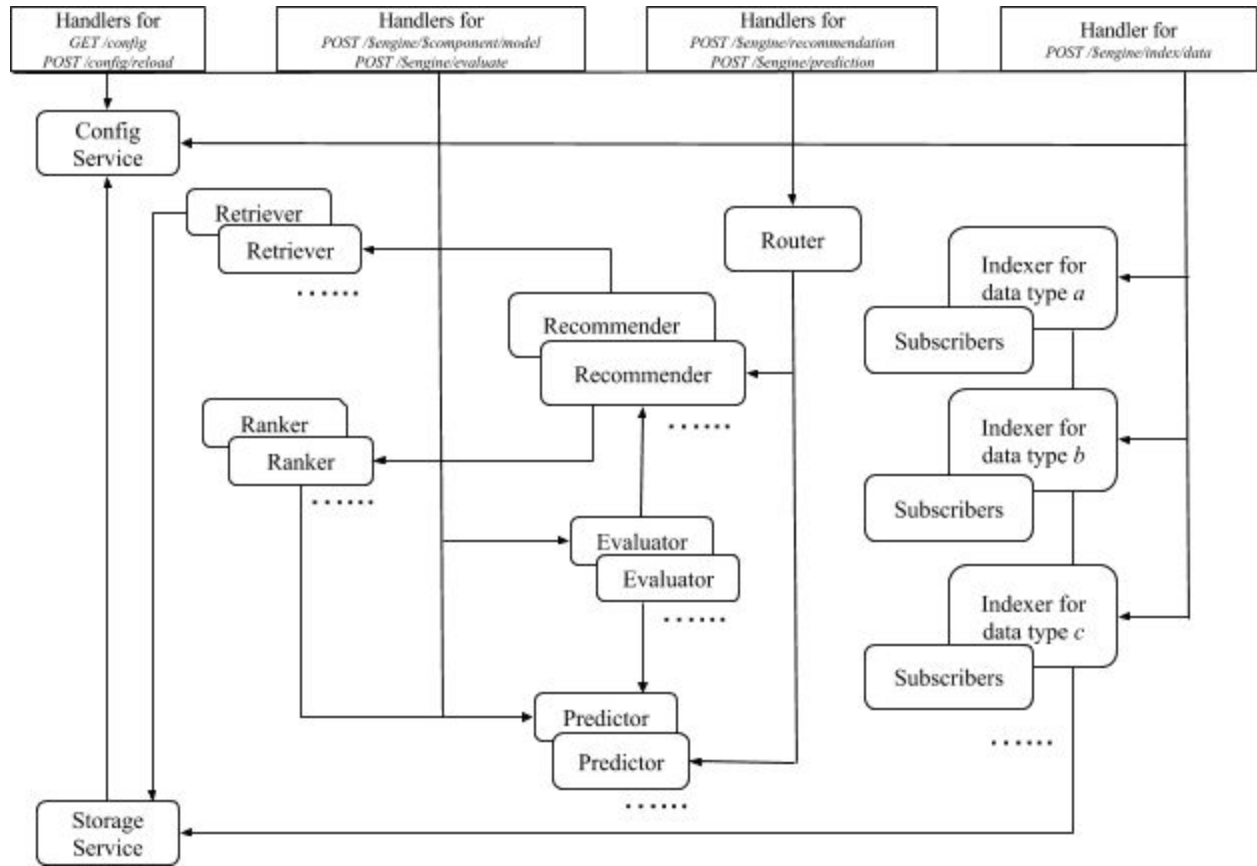 Handlers for
GET /config
POST /config/reload
Handlers for
POST /$engine/$component/model
POST /$engine/evaluate
Handlers for
POST /$engine/recommendation
POST /$engine/prediction
Handler for
POST /$engine/index/data
Config
Service
Retriever
Retriever
......
Router
Indexer for
data type a
Subscribers
Recommender
Recommender
......
Ranker
Ranker
......
Indexer for
data type b
Subscribers
Evaluator
Evaluator
......
Indexer for
data type c
Subscribers
......
Predictor
Predictor
......
Storage
Service